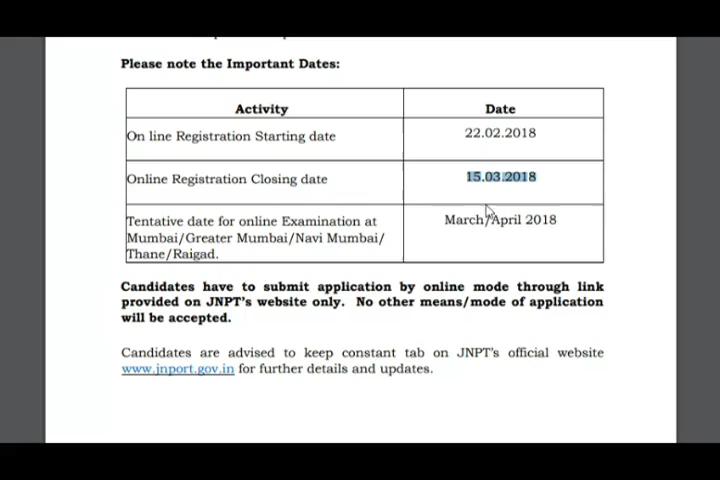 Please note the Important Dates:
Activity Date
On line Registration Starting date 22.02.2018
Online Registration Closing date 15.03.2018
Tentative date for online Examination at March/April 2018
Mumbai/Greater Mumbai/Navi Mumbai/
Thane/Raigad.
Candidates have to submit application by online mode through link
provided on JNPT's website only. No other means/mode of application
will be accepted.
Candidates are advised to keep constant tab on JNPT's official website
www.jnport.gov.in for further details and updates.